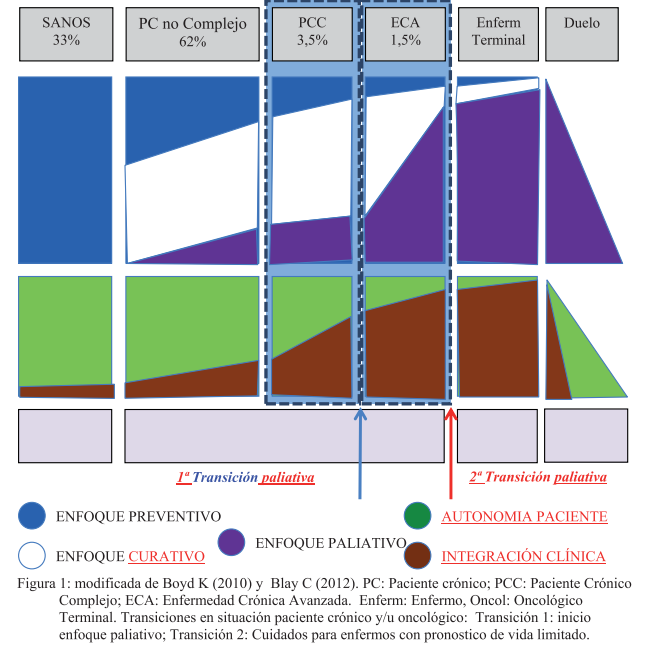 SANOS
33%
PC no Complejo
62%
PCC
3,5%
ECA
1,5%
Enferm
Terminal
Duelo
1ª Transición paliativa
2ª Transición paliativa
ENFOQUE PREVENTIVO
ENFOQUE CURATIVO
ENFOQUE PALIATIVO
AUTONOMIA PACIENTE
INTEGRACIÓN CLÍNICA
Figura 1: modificada de Boyd K (2010) y Blay C (2012). PC: Paciente crónico; PCC: Paciente Crónico
Complejo; ECA: Enfermedad Crónica Avanzada. Enferm: Enfermo, Oncol: Oncológico
Terminal. Transiciones en situación paciente crónico y/u oncológico: Transición 1: inicio
enfoque paliativo; Transición 2: Cuidados para enfermos con pronostico de vida limitado.